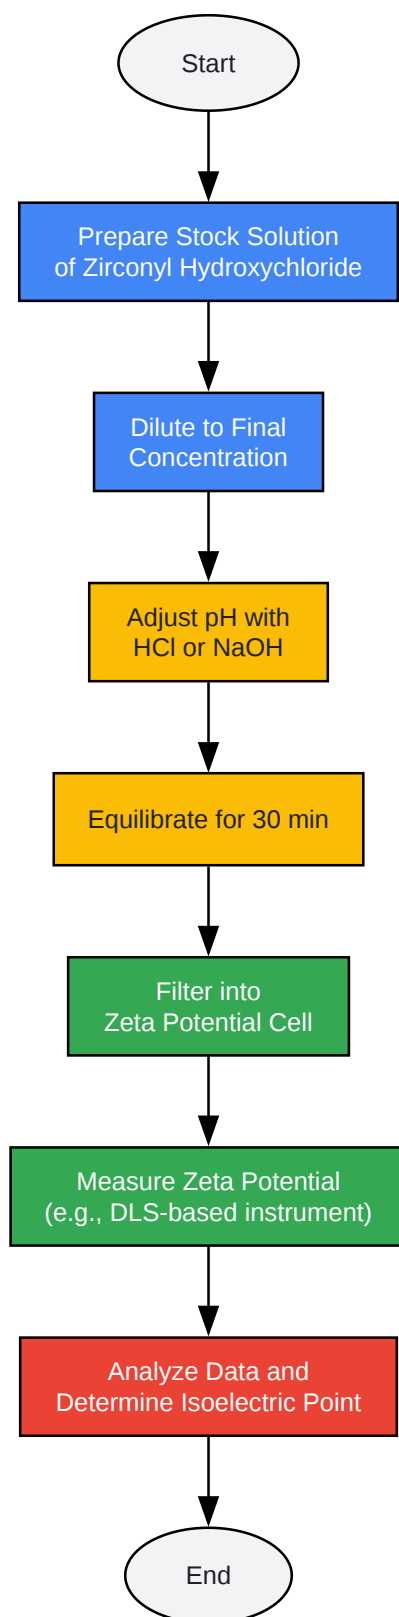 Start
Prepare Stock Solution
of Zirconyl Hydroxychloride
Dilute to Final
Concentration
Adjust pH with
HCl or NaOH
Equilibrate for 30 min
Filter into
Zeta Potential Cell
Measure Zeta Potential
(e.g., DLS-based instrument)
Analyze Data and
Determine Isoelectric Point
End